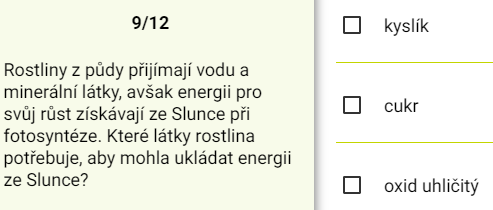 9/12
Rostliny z půdy přijímají vodu a
minerální látky, avšak energii pro
svůj růst získávají ze Slunce při
fotosyntéze. Které látky rostlina
potřebuje, aby mohla ukládat energii
ze Slunce?
kyslík
cukr
oxid uhličitý